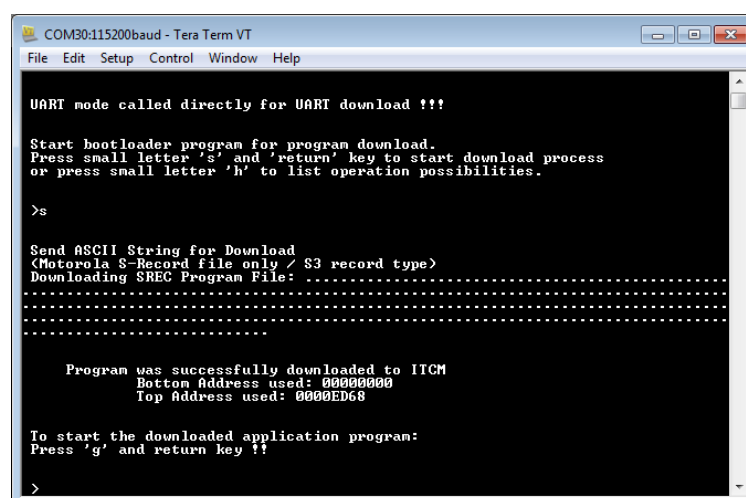 COM30:115200baud - Tera Term VT
File Edit Setup Control Window Help
UART mode called directly for UART download !!!
Start bootloader program for program download.
Press small letter 's' and 'return' key to start download process
or press small letter 'h' to list operation possibilities.
>s
Send ASCII String for Download
(Motorola S-Record file only / S3 record type)
Downloading SREC Program File: ....................................................
.......................................................................................
.......................................................................................
..............................
Program was successfully downloaded to ITCM
Bottom Address used: 00000000
Top Address used: 0000ED68
To start the downloaded application program:
Press 'g' and return key !!
>